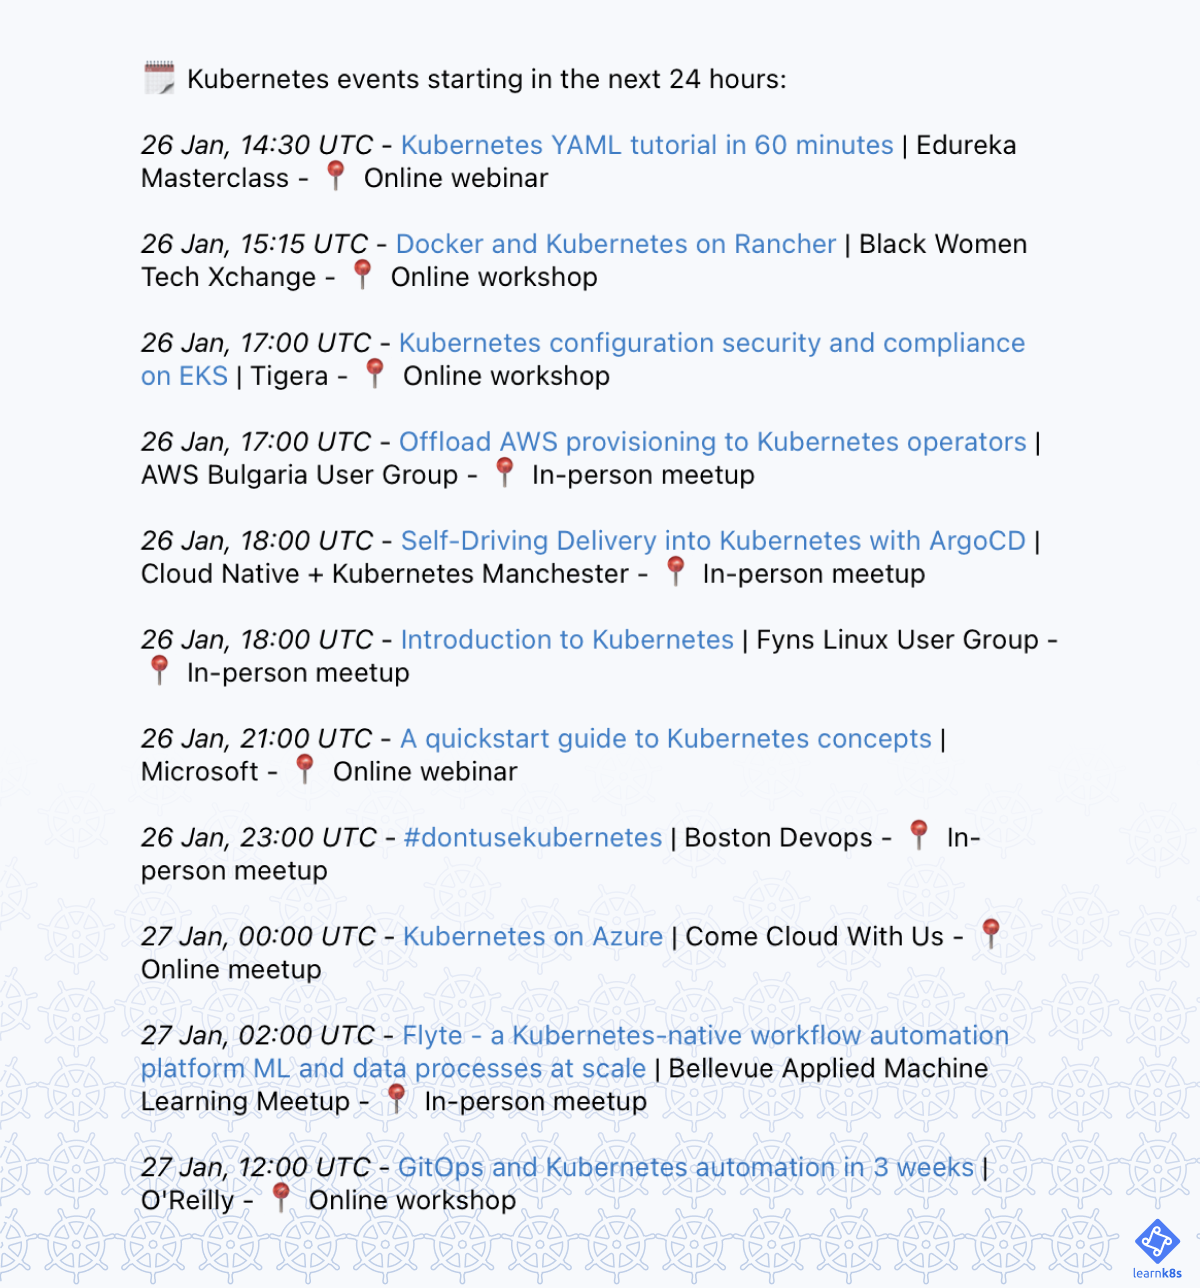 Kubernetes events starting in the next 24 hours:
26 Jan, 14:30 UTC - Kubernetes YAML tutorial in 60 minutes | Edureka
Masterclass - 📍 Online webinar
26 Jan, 15:15 UTC - Docker and Kubernetes on Rancher | Black Women
Tech Xchange - 📍 Online workshop
26 Jan, 17:00 UTC - Kubernetes configuration security and compliance
on EKS | Tigera - 📍 Online workshop
26 Jan, 17:00 UTC - Offload AWS provisioning to Kubernetes operators |
AWS Bulgaria User Group - 📍 In-person meetup
26 Jan, 18:00 UTC - Self-Driving Delivery into Kubernetes with ArgoCD |
Cloud Native + Kubernetes Manchester - 📍 In-person meetup
26 Jan, 18:00 UTC - Introduction to Kubernetes | Fyns Linux User Group -
📍 In-person meetup
26 Jan, 21:00 UTC - A quickstart guide to Kubernetes concepts |
Microsoft - 📍 Online webinar
26 Jan, 23:00 UTC - #dontusekubernetes | Boston Devops - 📍 In-
person meetup
27 Jan, 00:00 UTC - Kubernetes on Azure | Come Cloud With Us - 📍
Online meetup
27 Jan, 02:00 UTC - Flyte - a Kubernetes-native workflow automation
platform ML and data processes at scale | Bellevue Applied Machine
Learning Meetup - 📍 In-person meetup
27 Jan, 12:00 UTC - GitOps and Kubernetes automation in 3 weeks |
O'Reilly - 📍 Online workshop
learnk8s